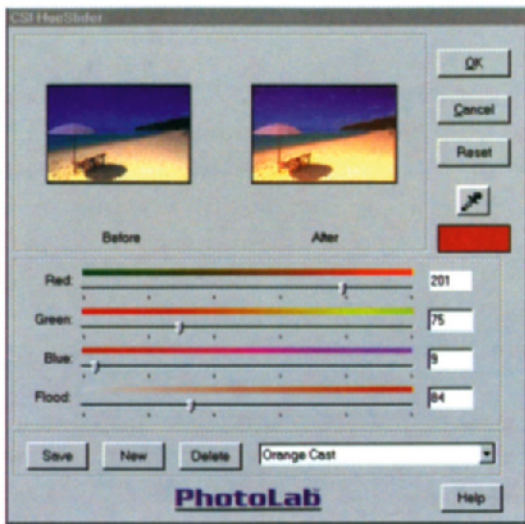 CSI HueSlider
OK
Cancel
Reset
Before
After
Red: 201
Green: 75
Blue: 9
Flood: 84
Save
New
Delete
Orange Cast
PhotoLab
Help